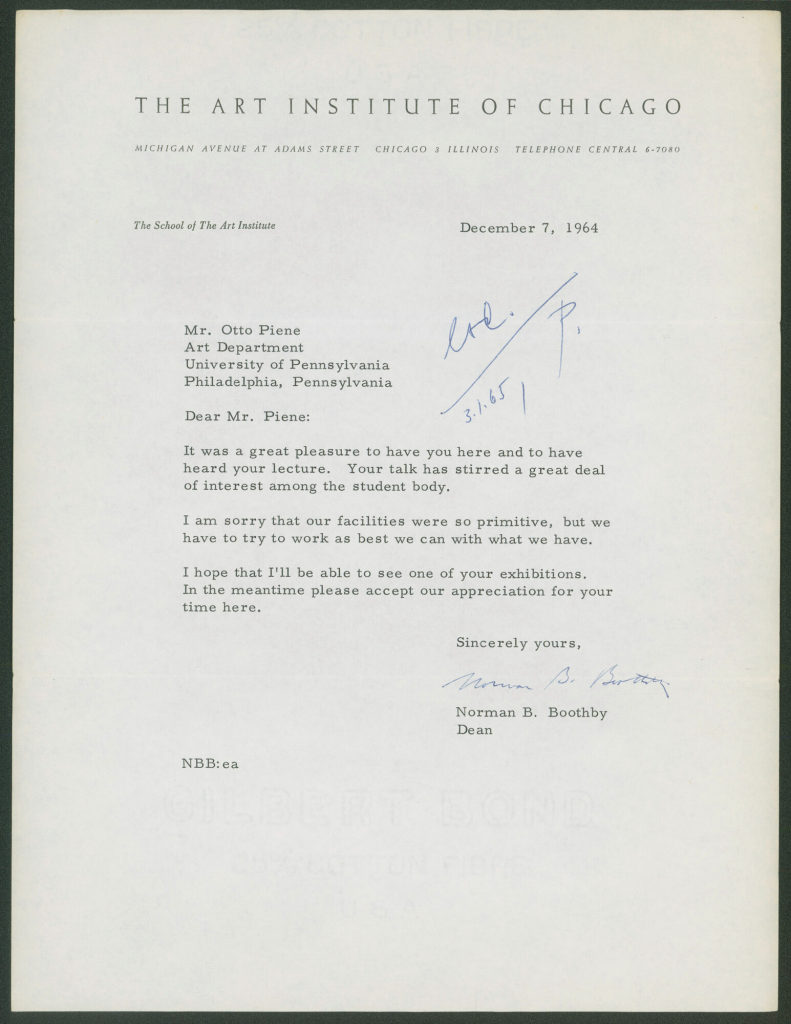 THE ART INSTITUTE OF CHICAGO
MICHIGAN AVENUE AT ADAMS STREET CHICAGO 3 ILLINOIS TELEPHONE CENTRAL 6-7080
The School of The Art Institute
December 7, 1964
Mr. Otto Piene
Art Department
University of Pennsylvania
Philadelphia, Pennsylvania
P.
3.1.65
Dear Mr. Piene:
It was a great pleasure to have you here and to have
heard your lecture. Your talk has stirred a great deal
of interest among the student body.
I am sorry that our facilities were so primitive, but we
have to try to work as best we can with what we have.
I hope that I'll be able to see one of your exhibitions.
In the meantime please accept our appreciation for your
time here.
Sincerely yours,
Norman B. Boothby
Norman B. Boothby
Dean
NBB:ea
GILBERT BOND